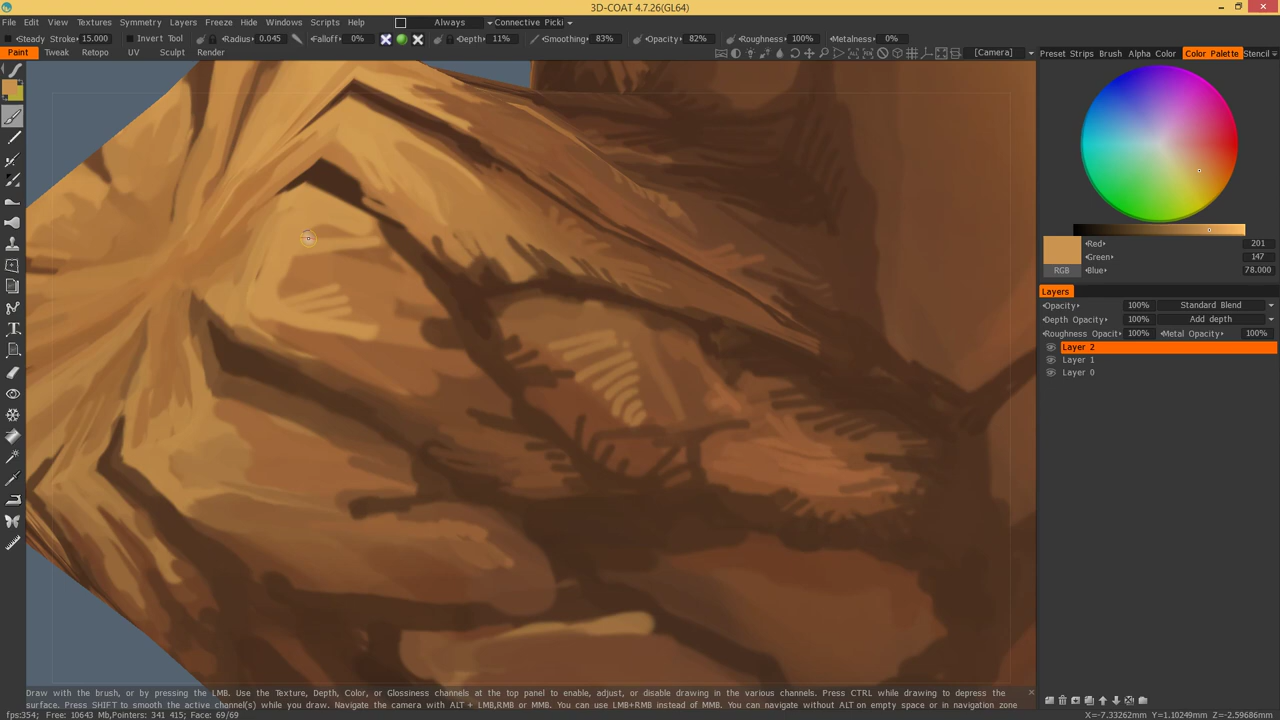 3D-COAT 4.7.26(GL64)
File Edit View Textures Symmetry Layers Freeze Hide Windows Scripts Help Always Connective Picki
Steady Stroke 15.000 Invert Tool Radius 0.045 Falloff 0% Depth 11% Smoothing 83% Opacity 82% Roughness 100% Metalness 0%
Paint Tweak Retopo UV Sculpt Render [Camera] Preset Strips Brush Alpha Color Color Palette Stencil
Red 201
Green 147
RGB Blue 78.000
Layers
Opacity 100% Standard Blend
Depth Opacity 100% Add depth
Roughness Opacit 100% Metal Opacity 100%
Layer 2
Layer 1
Layer 0
Draw with the brush, or by pressing the LMB. Use the Texture, Depth, Color, or Glossiness channels at the top panel to enable, adjust, or disable drawing in the various channels. Press CTRL while drawing to depress the
surface. Press SHIFT to smooth the active channel(s) while you draw. Navigate the camera with ALT + LMB,RMB or MMB. You can use LMB+RMB instead of MMB. You can navigate without ALT on empty space or in navigation zone
fps:354; Free: 10643 Mb,Pointers: 341 415; Face: 69/69 X=-7.33262mm Y=1.10249mm Z=-2.59686mm